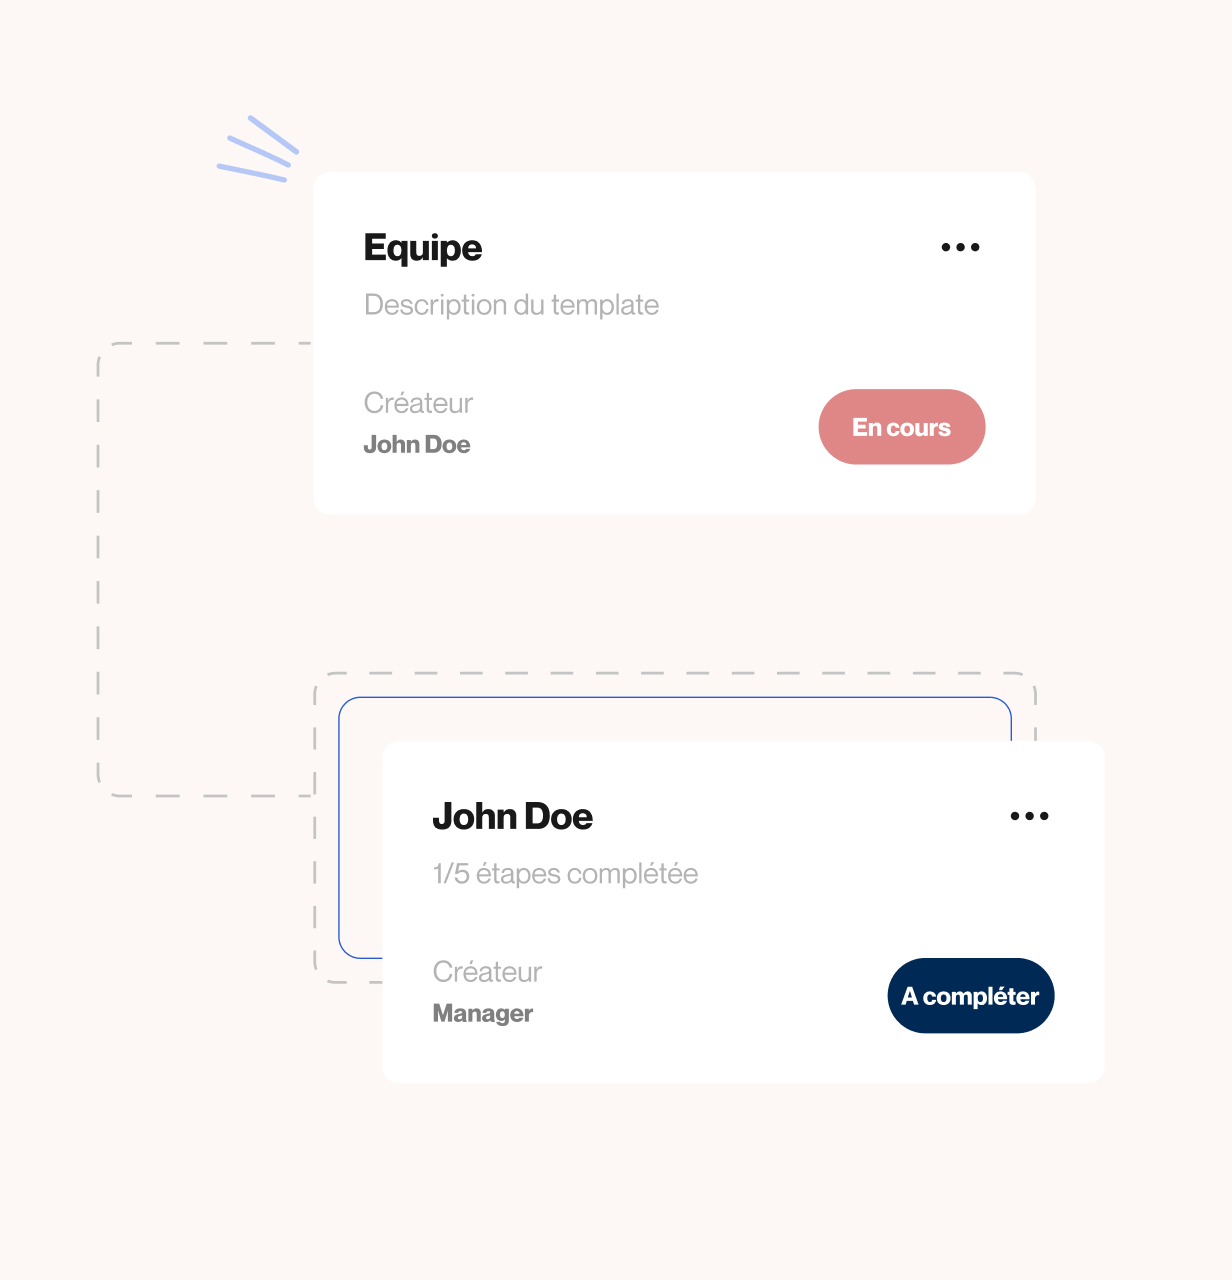 Equipe
Description du template
Créateur
John Doe
En cours
John Doe
1/5 étapes complétée
Créateur
Manager
A compléter